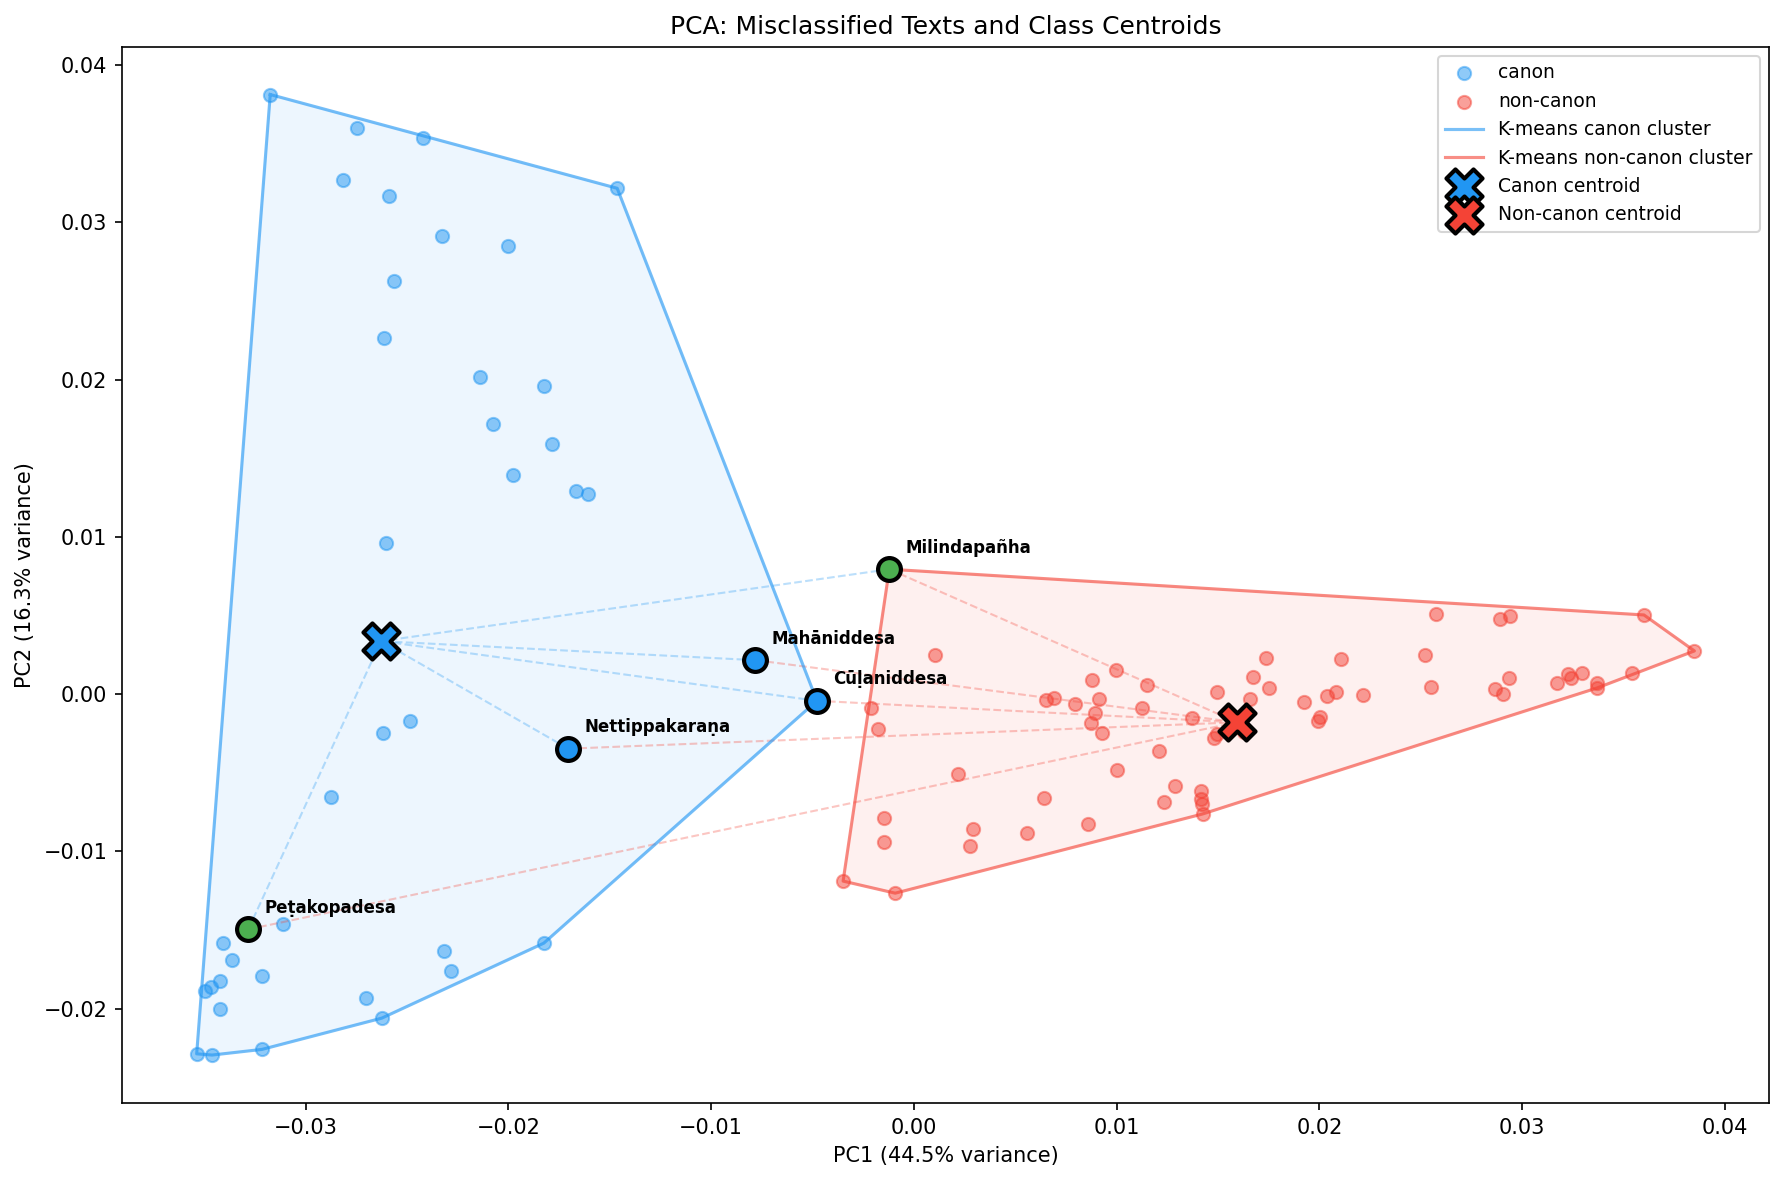 PCA: Misclassified Texts and Class Centroids
canon
non-canon
K-means canon cluster
K-means non-canon cluster
Canon centroid
Non-canon centroid
0.04
0.03
0.02
0.01
0.00
−0.01
−0.02
PC2 (16.3% variance)
Milindapañha
Mahāniddesa
Cūḷaniddesa
Nettippakaraṇa
Peṭakopadesa
−0.03
−0.02
−0.01
0.00
0.01
0.02
0.03
0.04
PC1 (44.5% variance)